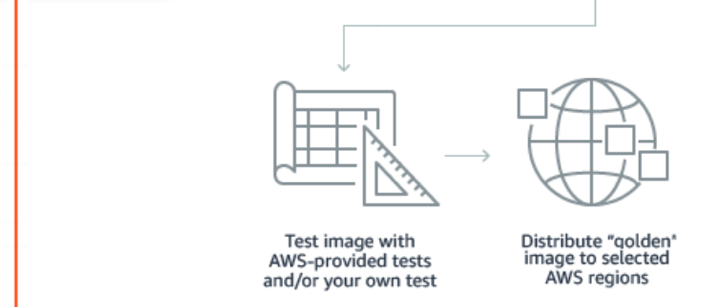 Test image with
AWS-provided tests
and/or your own test
Distribute "golden"
image to selected
AWS regions